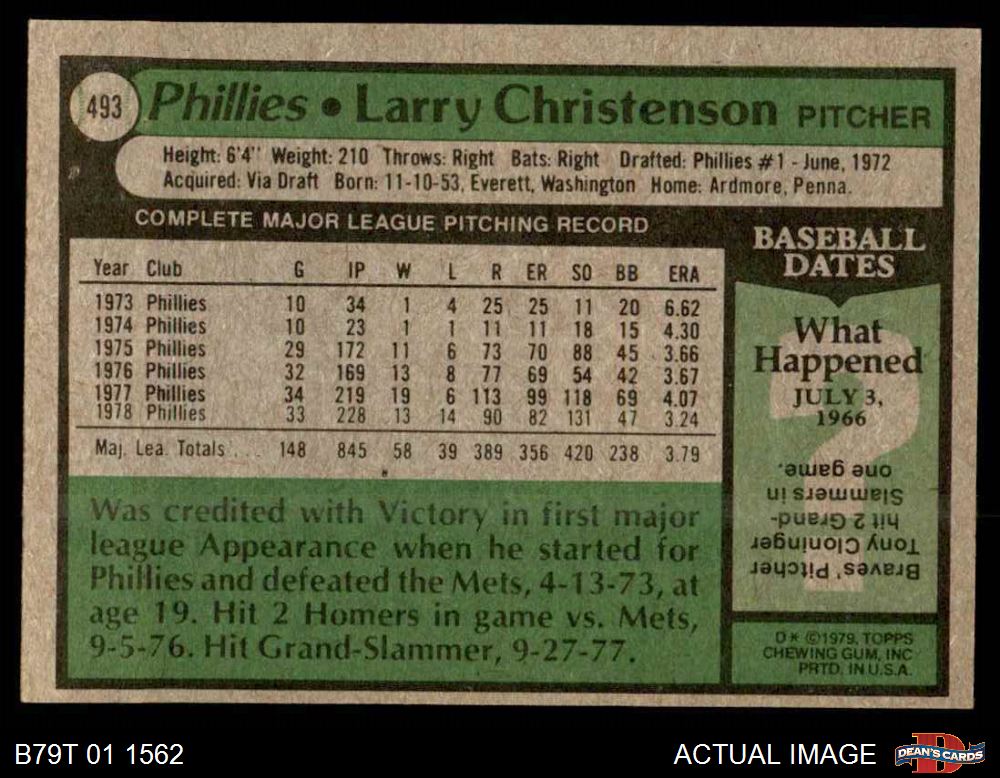 493 Phillies • Larry Christenson PITCHER
Height: 6'4" Weight: 210 Throws: Right Bats: Right Drafted: Phillies #1 - June, 1972
Acquired: Via Draft Born: 11-10-53, Everett, Washington Home: Ardmore, Penna.
COMPLETE MAJOR LEAGUE PITCHING RECORD
Year Club G IP W L R ER SO BB ERA
1973 Phillies 10 34 1 4 25 25 11 20 6.62
1974 Phillies 10 23 1 1 11 11 18 15 4.30
1975 Phillies 29 172 11 6 73 70 88 45 3.66
1976 Phillies 32 169 13 8 77 69 54 42 3.67
1977 Phillies 34 219 19 6 113 99 118 69 4.07
1978 Phillies 33 228 13 14 90 82 131 47 3.24
Maj. Lea. Totals . . . 148 845 58 39 389 356 420 238 3.79
Was credited with Victory in first major
league Appearance when he started for
Phillies and defeated the Mets, 4-13-73, at
age 19. Hit 2 Homers in game vs. Mets,
9-5-76. Hit Grand-Slammer, 9-27-77.
BASEBALL
DATES
What
Happened
JULY 3,
1966
Braves' Pitcher
Tony Cloninger
hit 2 Grand-
Slammers in
one game.
D* ©1979, TOPPS
CHEWING GUM, INC
PRTD. IN U.S.A.
B79T 01 1562
ACTUAL IMAGE
DEAN'S CARDS